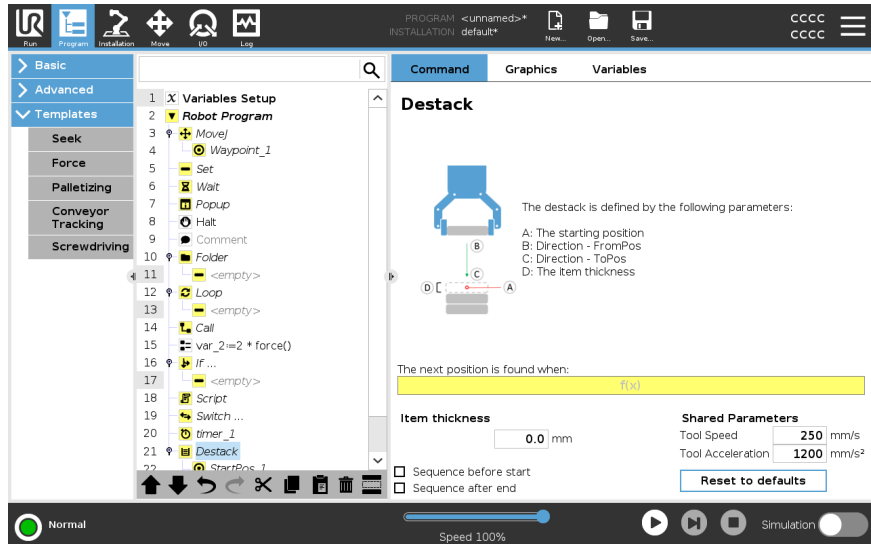 PROGRAM <unnamed>*
INSTALLATION default*
New...
Open...
Save...
CCCC
CCCC
Run
Program
Installation
Move
I/O
Log
Basic
Advanced
Templates
Seek
Force
Palletizing
Conveyor
Tracking
Screwdriving
1 X Variables Setup
2 Robot Program
3 MoveJ
4 Waypoint_1
5 Set
6 Wait
7 Popup
8 Halt
9 Comment
10 Folder
11 <empty>
12 Loop
13 <empty>
14 Call
15 var_2:=2 * force()
16 If ...
17 <empty>
18 Script
19 Switch ...
20 timer_1
21 Destack
22 StartPos_1
Command
Graphics
Variables
Destack
B
C
D
A
The destack is defined by the following parameters:
A: The starting position
B: Direction - FromPos
C: Direction - ToPos
D: The item thickness
The next position is found when:
f(x)
Item thickness
0.0 mm
Sequence before start
Sequence after end
Shared Parameters
Tool Speed 250 mm/s
Tool Acceleration 1200 mm/s²
Reset to defaults
Normal
Speed 100%
Simulation